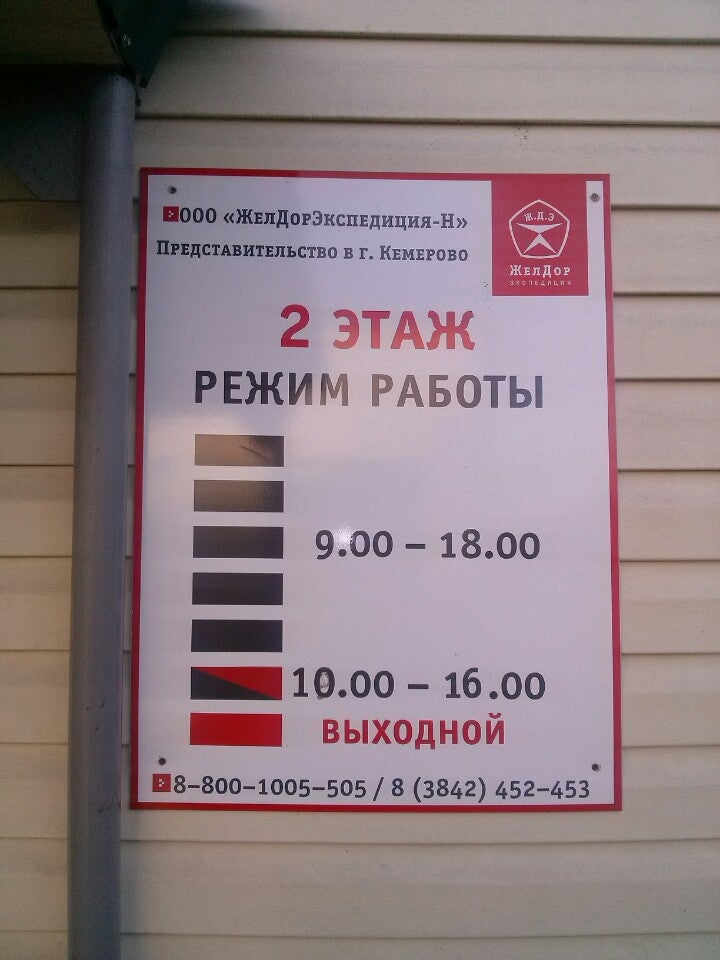 ООО «ЖелДорЭкспедиция-Н»
Представительство в г. Кемерово
Ж.Д.Э
ЖелДор
экспедиция
2 ЭТАЖ
РЕЖИМ РАБОТЫ
9.00 – 18.00
10.00 – 16.00
ВЫХОДНОЙ
8-800-1005-505 / 8 (3842) 452-453